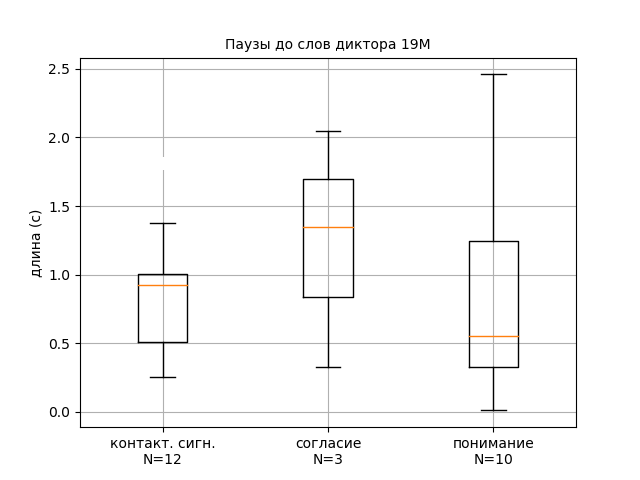 Паузы до слов диктора 19М
длина (с)
2.5
2.0
1.5
1.0
0.5
0.0
контакт. сигн. согласие понимание
N=12 N=3 N=10